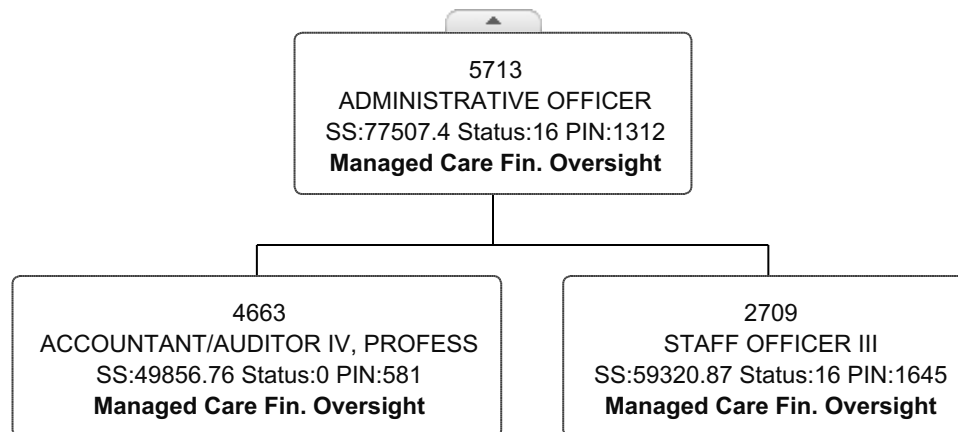 5713
ADMINISTRATIVE OFFICER
SS:77507.4 Status:16 PIN:1312
Managed Care Fin. Oversight
4663
ACCOUNTANT/AUDITOR IV, PROFESS
SS:49856.76 Status:0 PIN:581
Managed Care Fin. Oversight
2709
STAFF OFFICER III
SS:59320.87 Status:16 PIN:1645
Managed Care Fin. Oversight